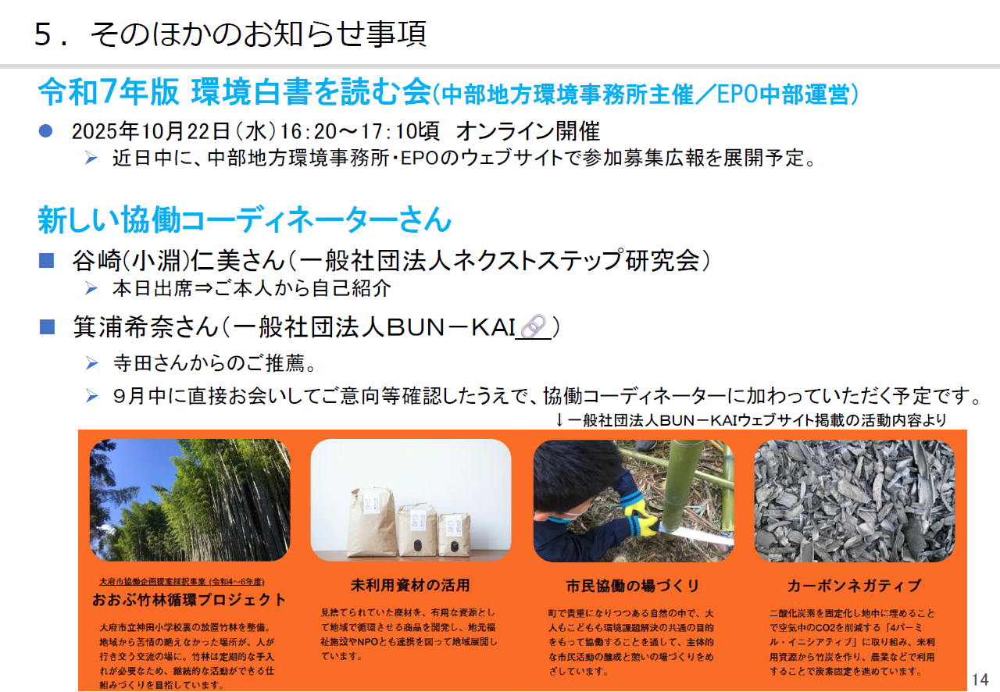 ５．そのほかのお知らせ事項
令和7年版 環境白書を読む会(中部地方環境事務所主催／EPO中部運営)
● 2025年10月22日（水）16：20～17：10頃　オンライン開催
➢ 近日中に、中部地方環境事務所・EPOのウェブサイトで参加募集広報を展開予定。
新しい協働コーディネーターさん
■ 谷崎(小淵)仁美さん（一般社団法人ネクストステップ研究会）
➢ 本日出席⇒ご本人から自己紹介
■ 箕浦希奈さん（一般社団法人ＢＵＮ－ＫＡＩ🔗）
➢ 寺田さんからのご推薦。
➢ ９月中に直接お会いしてご意向等確認したうえで、協働コーディネーターに加わっていただく予定です。
↓一般社団法人ＢＵＮ－ＫＡＩウェブサイト掲載の活動内容より
大府市協働企画提案採択事業 (令和4～6年度)
おおぶ竹林循環プロジェクト
大府市立神田小学校裏の放置竹林を整備。
地域から苦情の絶えなかった場所が、人が
行き交う交流の場に。竹林は定期的な手入
れが必要なため、継続的な活動ができる仕
組みづくりを目指しています。
未利用資材の活用
見捨てられていた廃材を、有用な資源とし
て地域で循環させる商品を開発し、地元福
祉施設やNPOとも連携を図って地域展開し
ています。
市民協働の場づくり
町で貴重になりつつある自然の中で、大
人もこどもも環境課題解決の共通の目的
をもって協働することを通して、主体的
な市民活動の醸成と憩いの場づくりをめ
ざしています。
カーボンネガティブ
二酸化炭素を固定化し地中に埋めること
で空気中のCO2を削減する「4パーミ
ル・イニシアティブ」に取り組み、未利
用資源から竹炭を作り、農業などで利用
することで炭素固定を進めています。
14